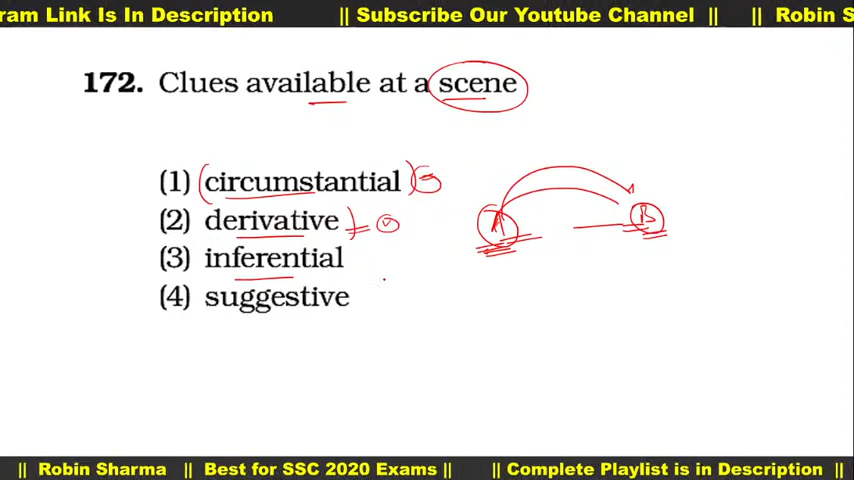 ram Link Is In Description || Subscribe Our Youtube Channel || || Robin S
172. Clues available at a scene
(1) circumstantial
(2) derivative
A B
(3) inferential
(4) suggestive
|| Robin Sharma || Best for SSC 2020 Exams || || Complete Playlist is in Description ||